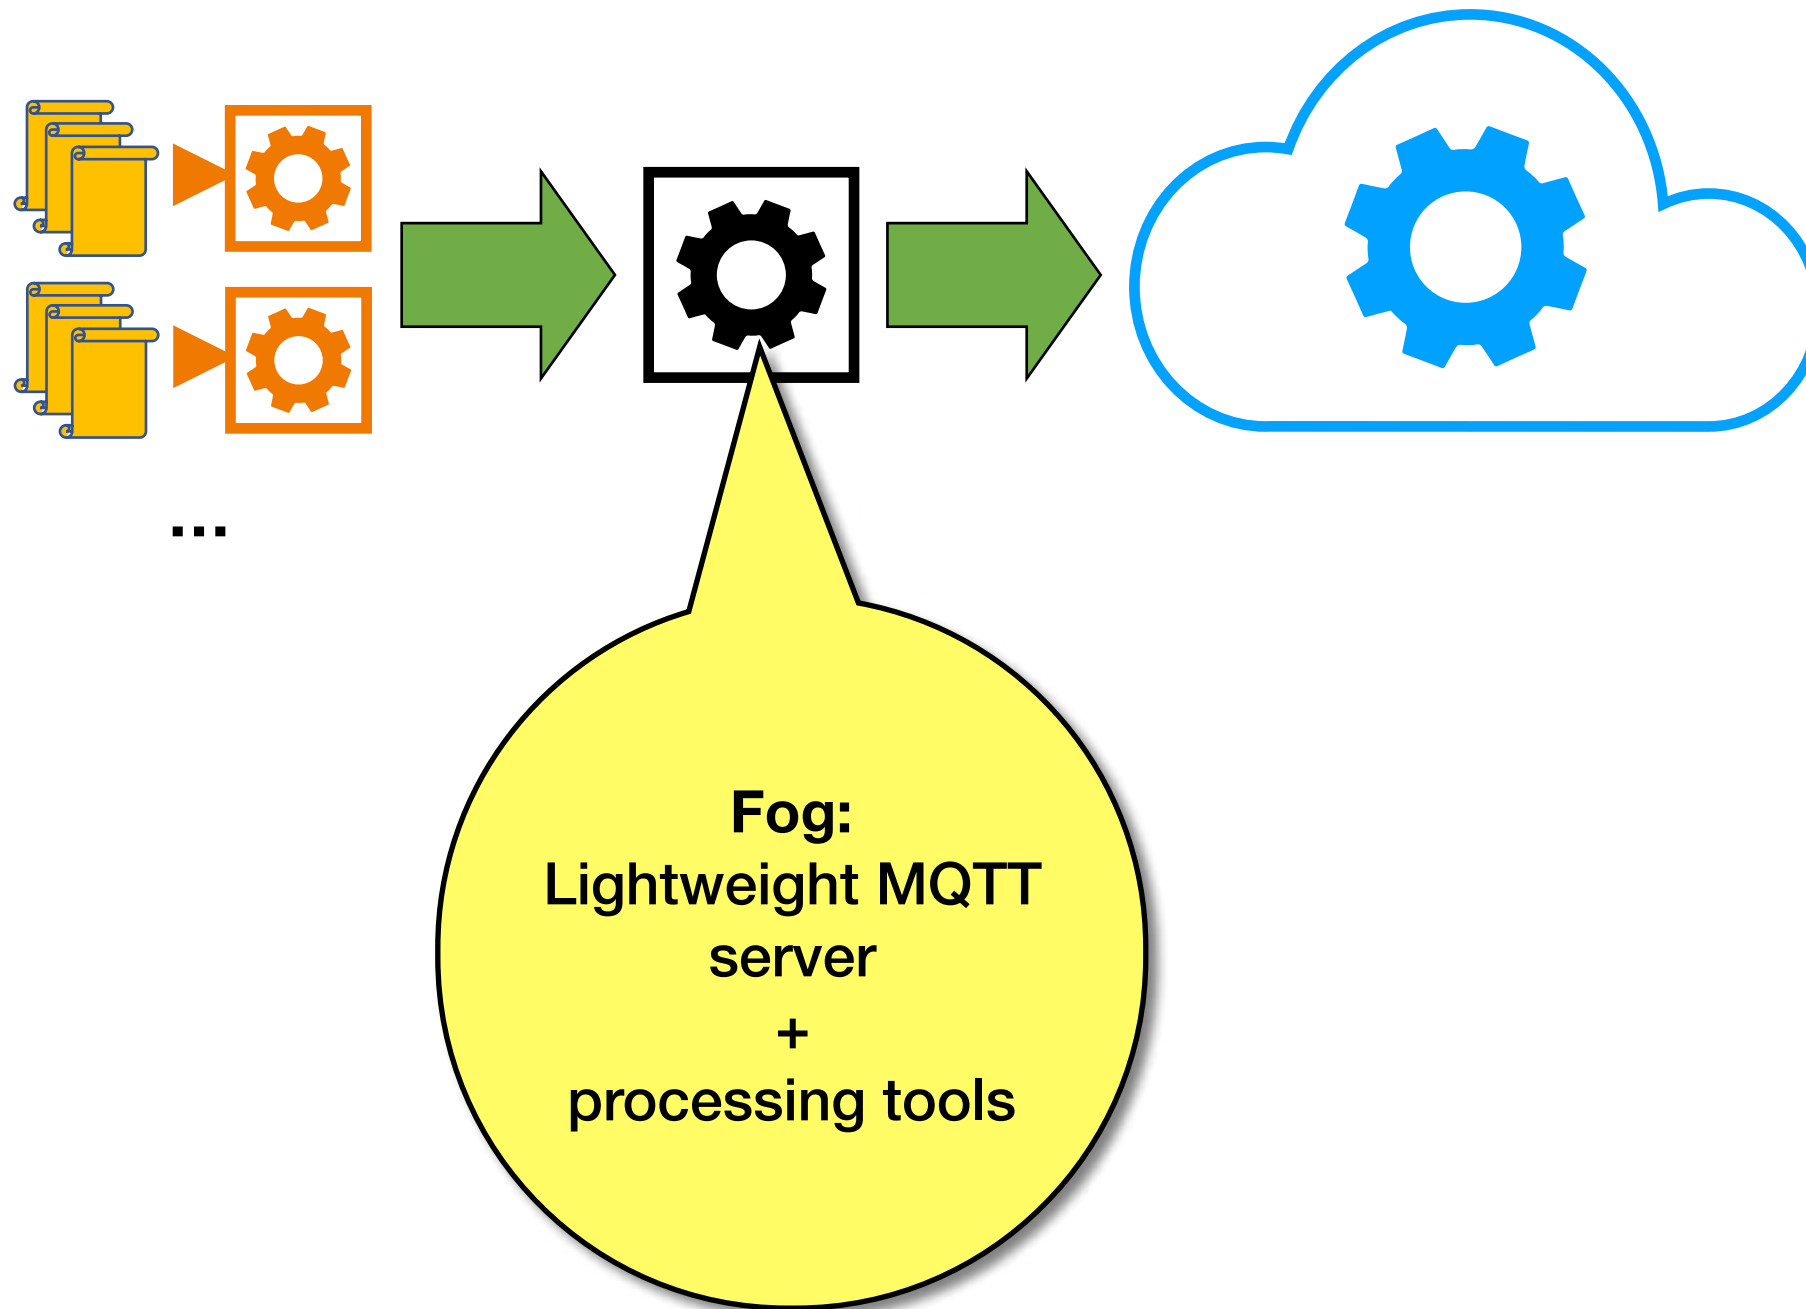 ...
Fog:
Lightweight MQTT
server
+
processing tools